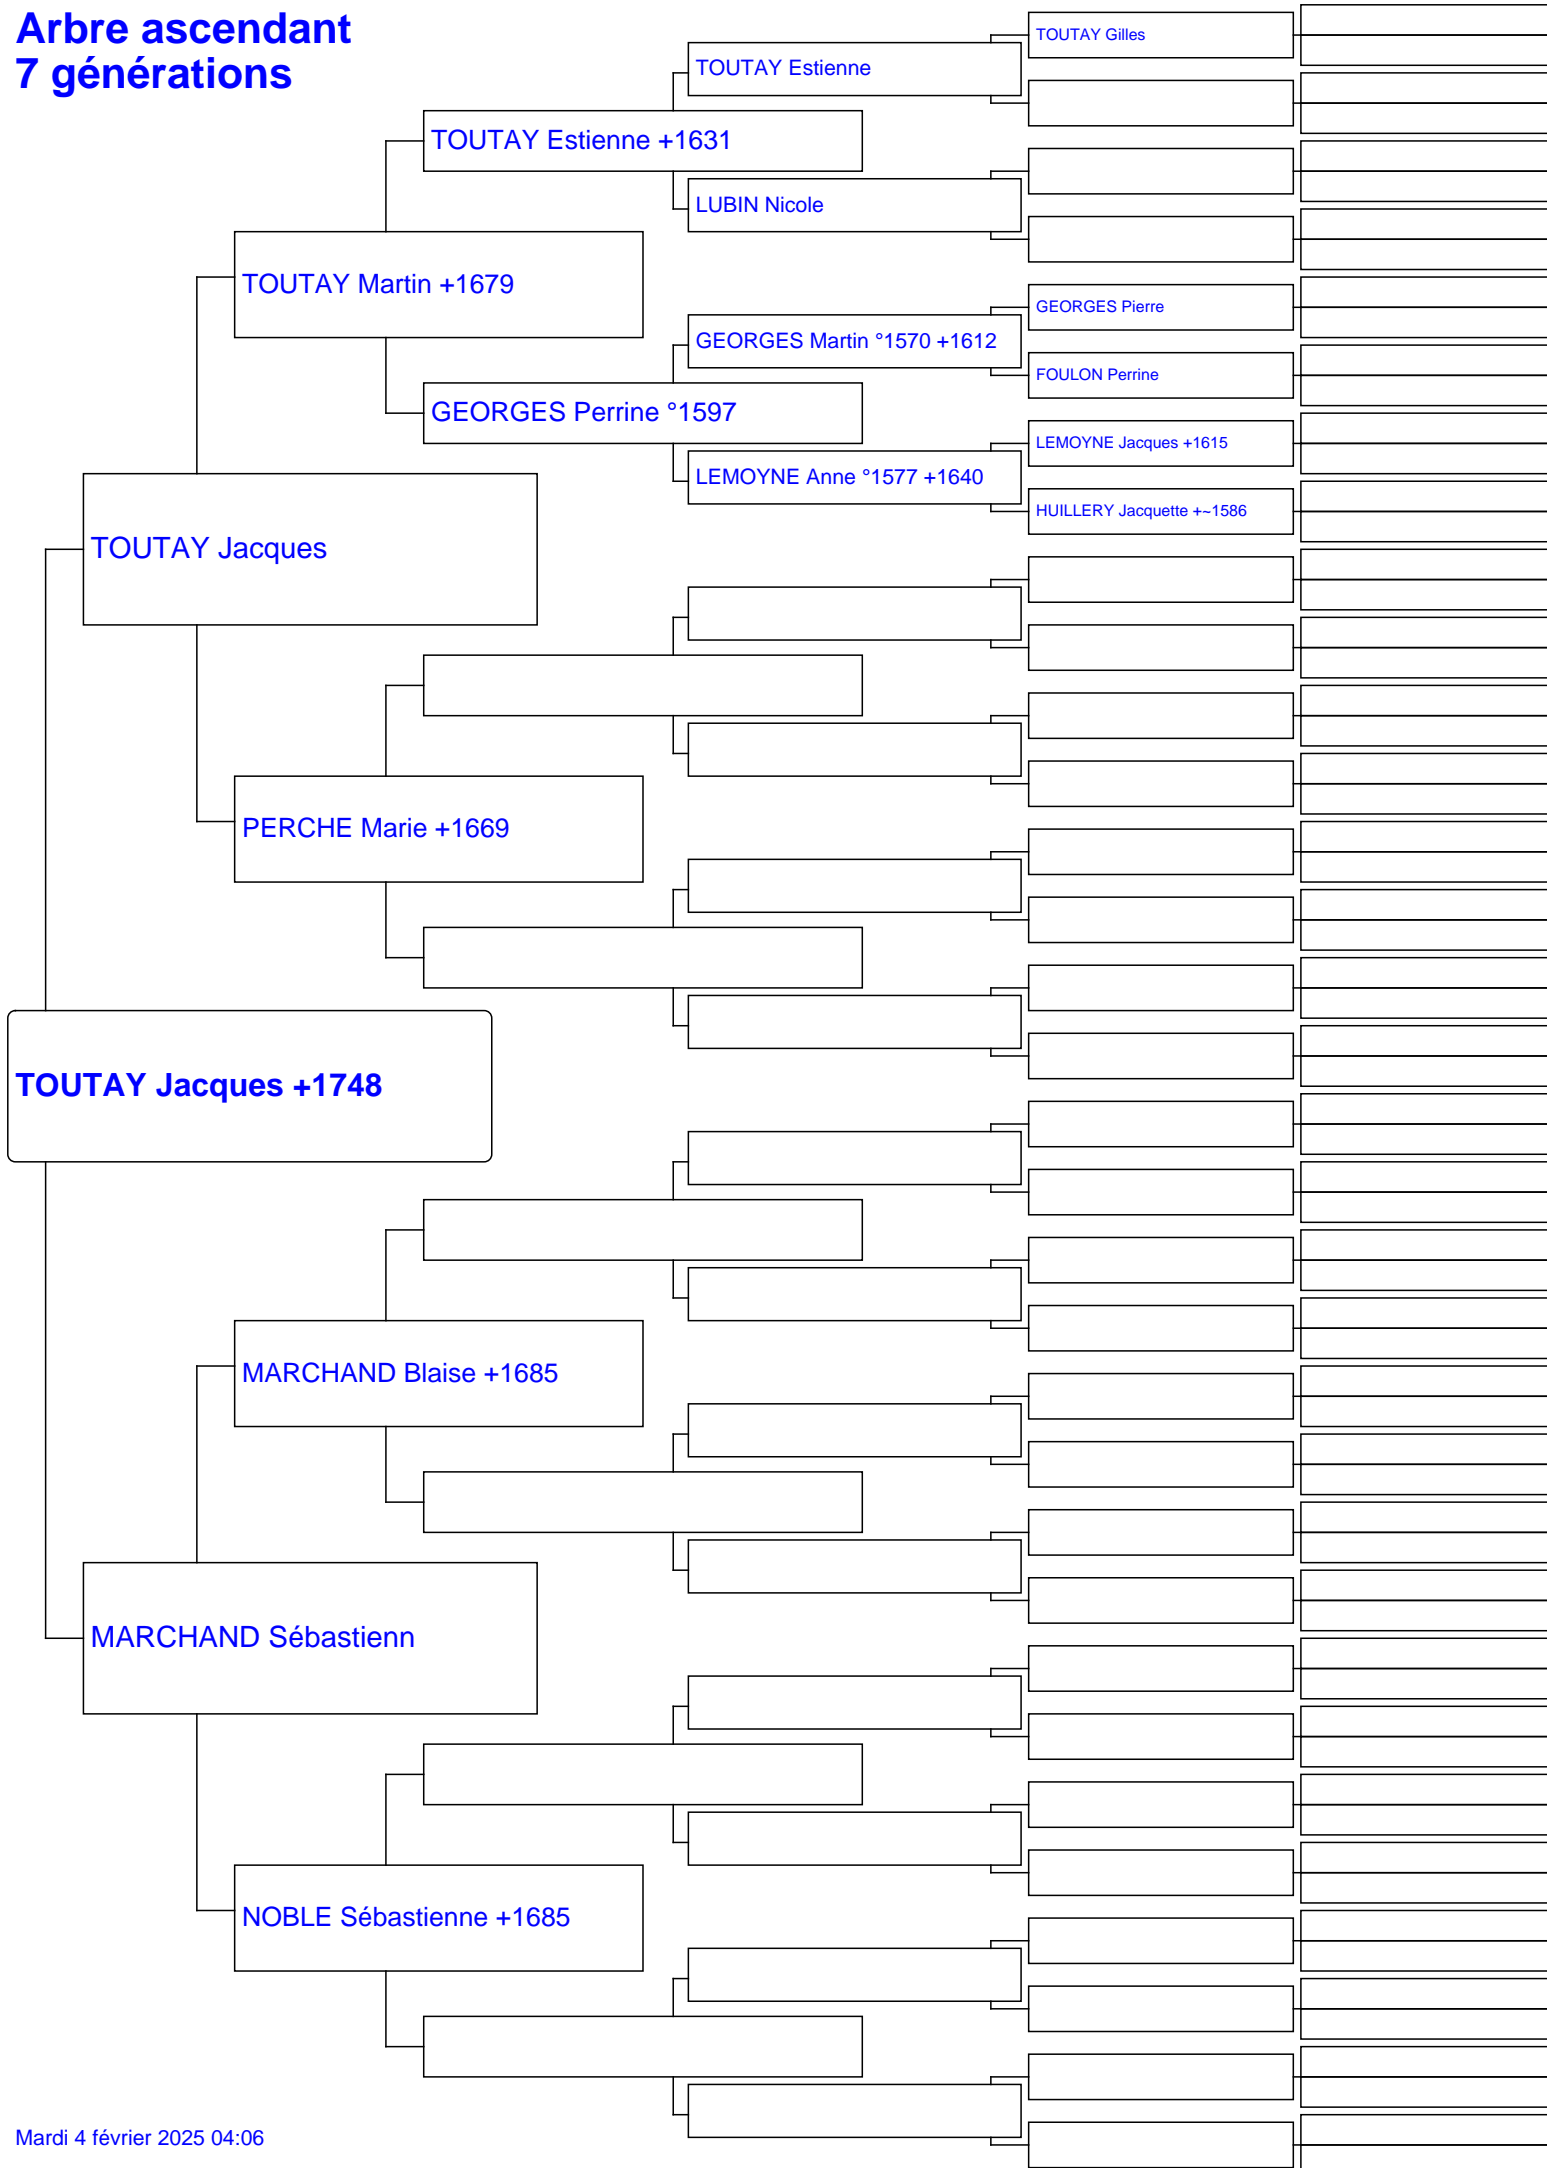 Arbre ascendant
7 générations
TOUTAY Gilles
TOUTAY Estienne
TOUTAY Estienne +1631
LUBIN Nicole
TOUTAY Martin +1679
GEORGES Pierre
GEORGES Martin °1570 +1612
FOULON Perrine
GEORGES Perrine °1597
LEMOYNE Jacques +1615
LEMOYNE Anne °1577 +1640
HUILLERY Jacquette +~1586
TOUTAY Jacques
PERCHE Marie +1669
TOUTAY Jacques +1748
MARCHAND Blaise +1685
MARCHAND Sébastienn
NOBLE Sébastienne +1685
Mardi 4 février 2025 04:06